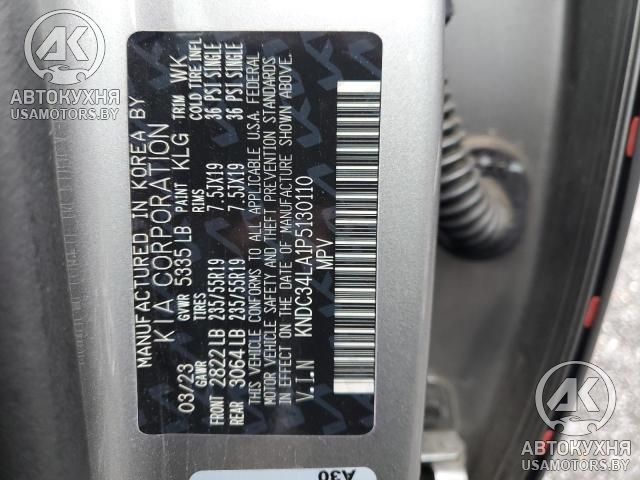 AK
АВТОКУХНЯ
USAMOTORS.BY
MANUFACTURED IN KOREA BY
KIA CORPORATION
03/23 GVWR 5335 LB PAINT KLG TRIM WK
GAWR TIRES RIMS COLD TIRE INFL
FRONT 2822 LB 235/55R19 7.5JX19 36 PSI SINGLE
REAR 3064 LB 235/55R19 7.5JX19 36 PSI SINGLE
THIS VEHICLE CONFORMS TO ALL APPLICABLE U.S.A. FEDERAL
MOTOR VEHICLE SAFETY AND THEFT PREVENTION STANDARDS
IN EFFECT ON THE DATE OF MANUFACTURE SHOWN ABOVE.
V.I.N KNDC34LA1P5130110
MPV
A30
AK
АВТОКУХНЯ
USAMOTORS.BY